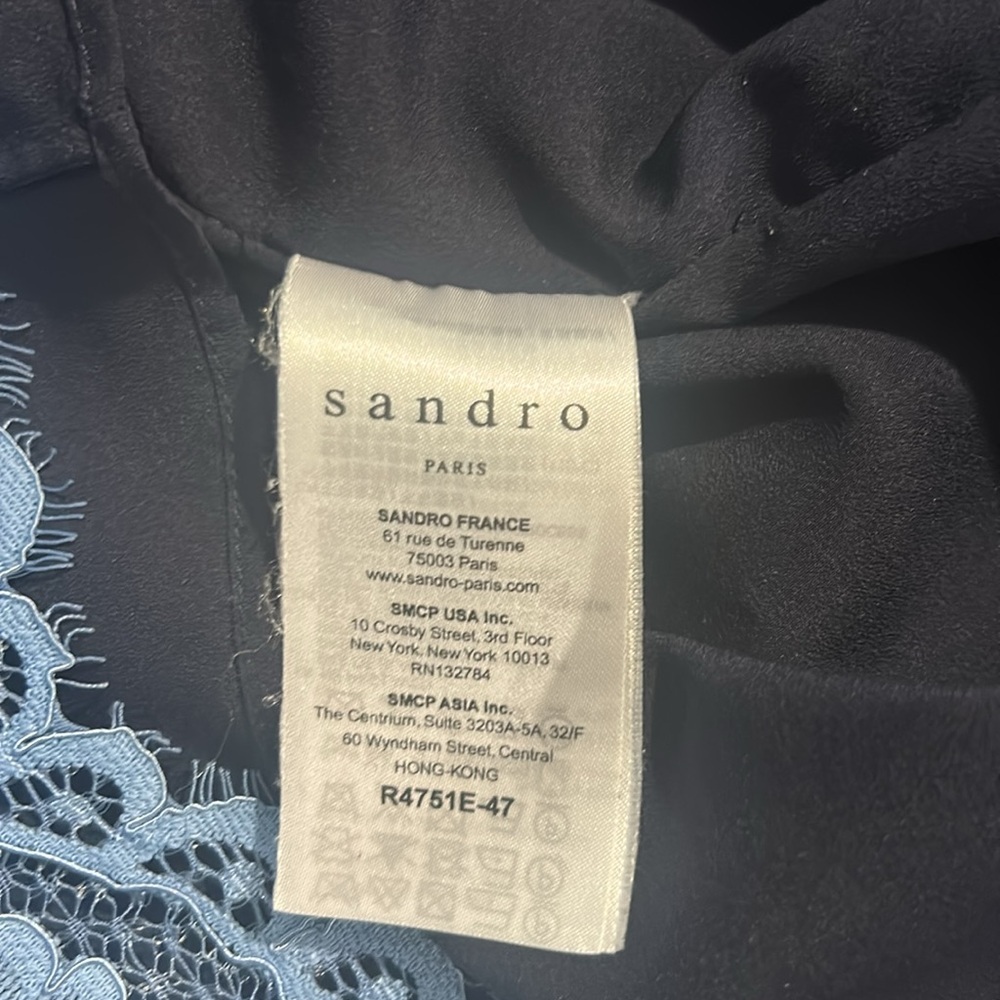 sandro
PARIS
SANDRO FRANCE
61 rue de Turenne
75003 Paris
www.sandro-paris.com
SMCP USA Inc.
10 Crosby Street, 3rd Floor
New York, New York 10013
RN132784
SMCP ASIA Inc.
The Centrium, Suite 3203A-5A, 32/F
60 Wyndham Street, Central
HONG-KONG
R4751E-47